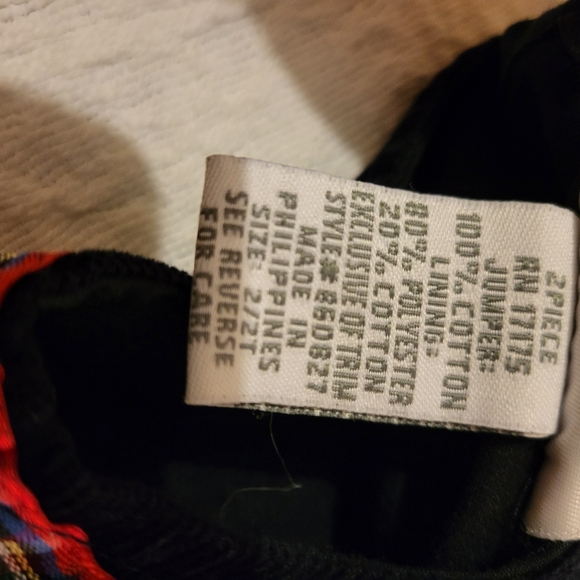 2PIECE
RN 17175
JUMPER:
100% COTTON
LINING:
80% POLYESTER
20% COTTON
EXCLUSIVE OF TRIM
STYLE# 860827
MADE IN
PHILIPPINES
SIZE: 2/2T
SEE REVERSE
FOR CARE